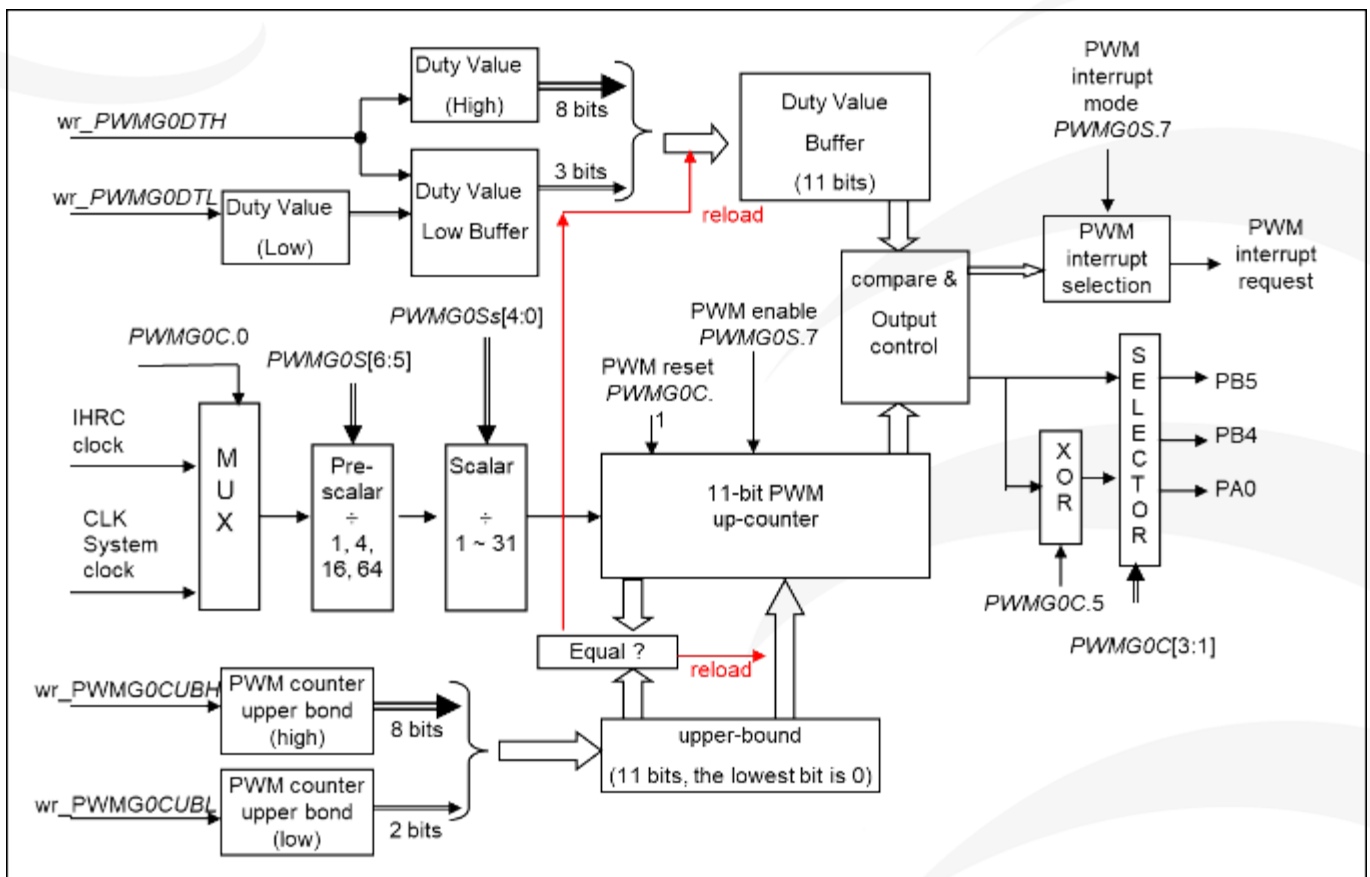 Duty Value
(High)
8 bits
wr_PWMG0DTH
Duty Value
Low Buffer
3 bits
wr_PWMG0DTL
Duty Value
(Low)
reload
Duty Value
Buffer
(11 bits)
PWM
interrupt
mode
PWMG0S.7
PWM
interrupt
selection
PWM
interrupt
request
compare &
Output
control
PWMG0C.0
PWMG0S[6:5]
PWMG0Ss[4:0]
PWM reset
PWMG0C.
1
PWM enable
PWMG0S.7
IHRC
clock
CLK
System
clock
M
U
X
Pre-
scalar
÷
1, 4,
16, 64
Scalar
÷
1 ~ 31
11-bit PWM
up-counter
X
O
R
S
E
L
E
C
T
O
R
PB5
PB4
PA0
PWMG0C.5
PWMG0C[3:1]
Equal ?
reload
wr_PWMG0CUBH
PWM counter
upper bond
(high)
8 bits
wr_PWMG0CUBL
PWM counter
upper bond
(low)
2 bits
upper-bound
(11 bits, the lowest bit is 0)